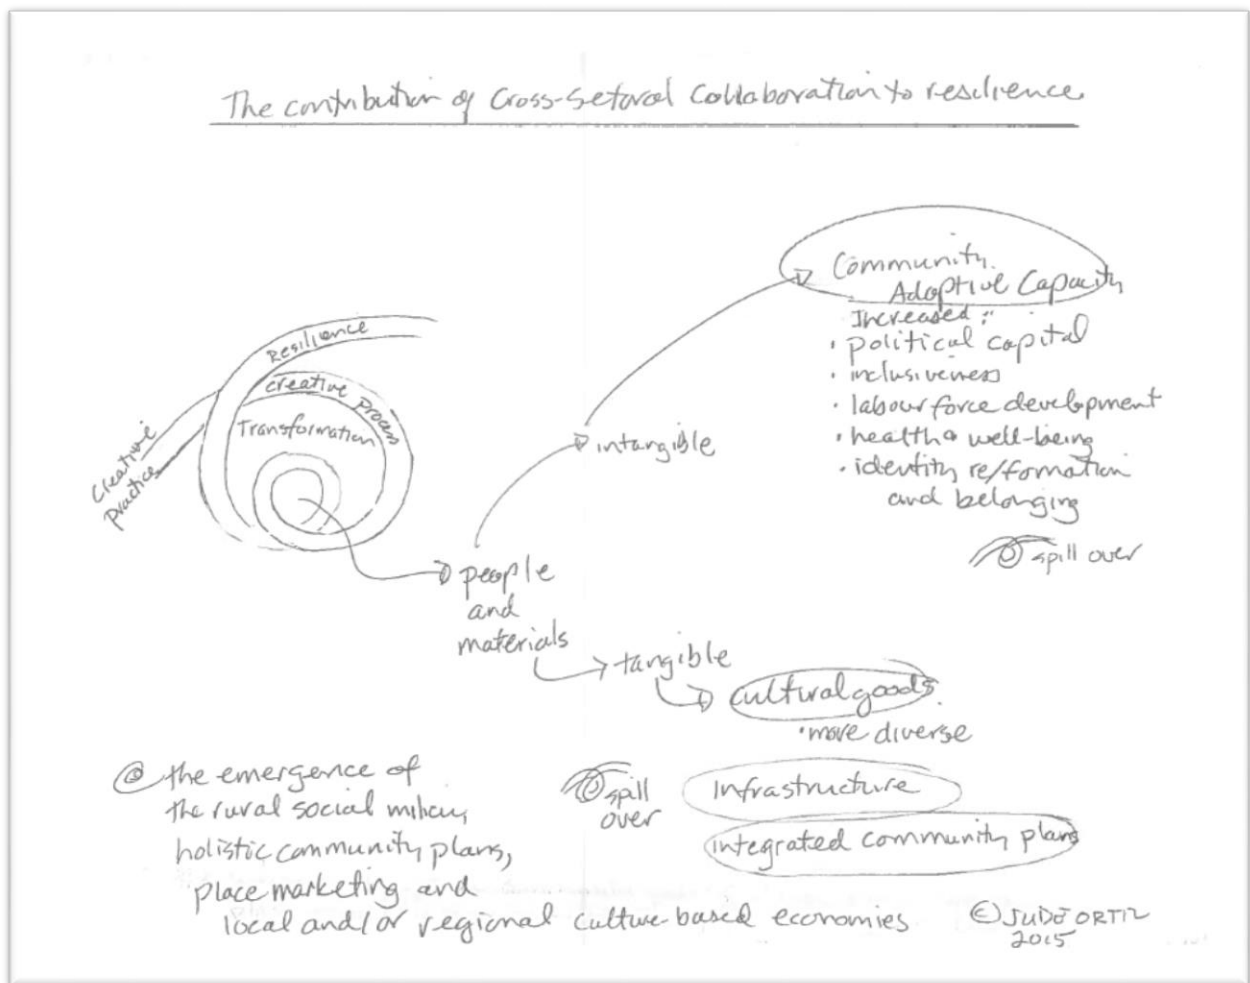 The contribution of Cross-Setoral Collaboration to resilience
Community
Adaptive Capacity
Increased:
• political capital
• inclusiveness
• labour force development
• health & well-being
• identity re/formation
and belonging
spill over
Resilience
Creative process
Transformation
Creative
practice
intangible
people
and
materials
tangible
cultural goods
• more diverse
spill
over
Infrastructure
integrated community plans
the emergence of
the rural social milieu,
holistic community plans,
place marketing and
local and/or regional culture-based economies
© JUDE ORTIZ
2015